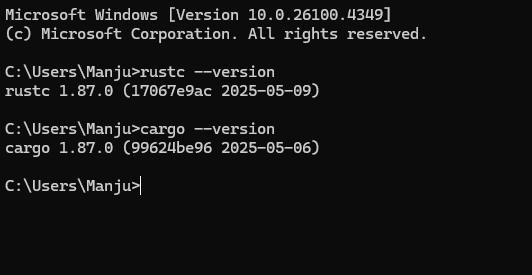 Microsoft Windows [Version 10.0.26100.4349]
(c) Microsoft Corporation. All rights reserved.
C:\Users\Manju>rustc --version
rustc 1.87.0 (17067e9ac 2025-05-09)
C:\Users\Manju>cargo --version
cargo 1.87.0 (99624be96 2025-05-06)
C:\Users\Manju>